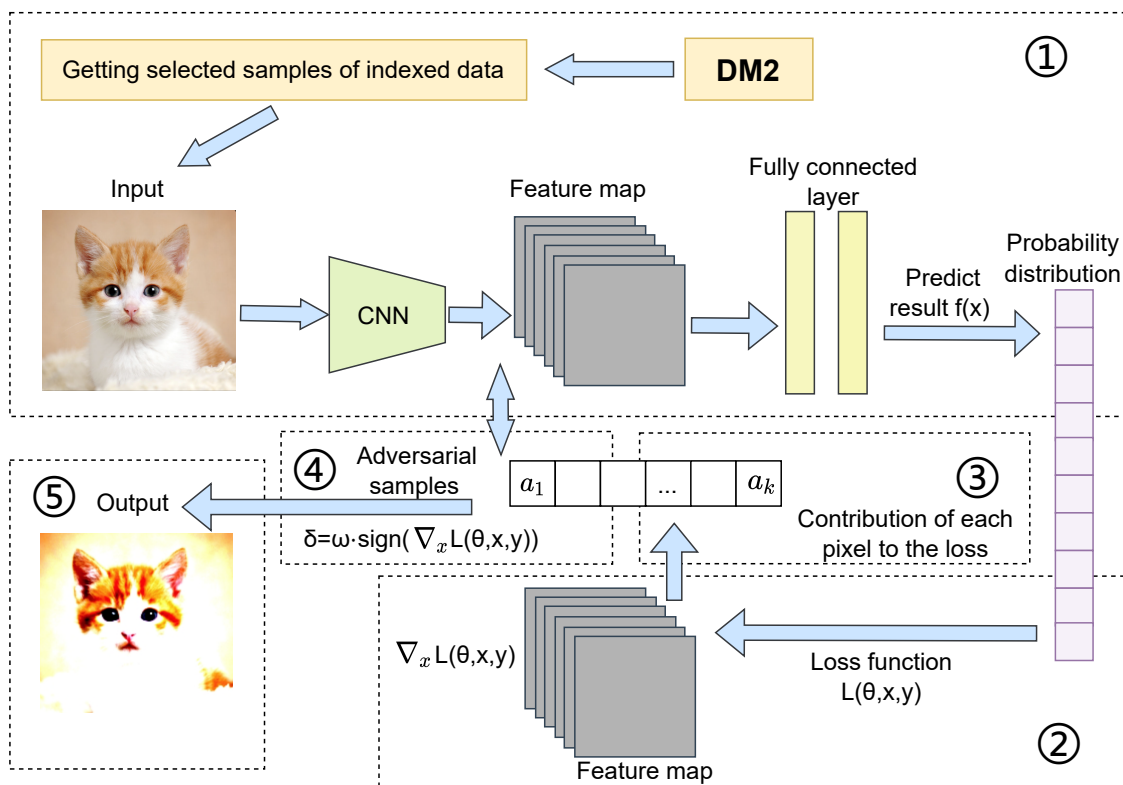 ①
Getting selected samples of indexed data
DM2
Input
Feature map
Fully connected
layer
CNN
Predict
result f(x)
Probability
distribution
④
Adversarial
samples
δ=ω·sign( ∇ₓ L(θ,x,y))
a₁
...
aₖ
③
Contribution of each
pixel to the loss
⑤
Output
∇ₓ L(θ,x,y)
Feature map
Loss function
L(θ,x,y)
②